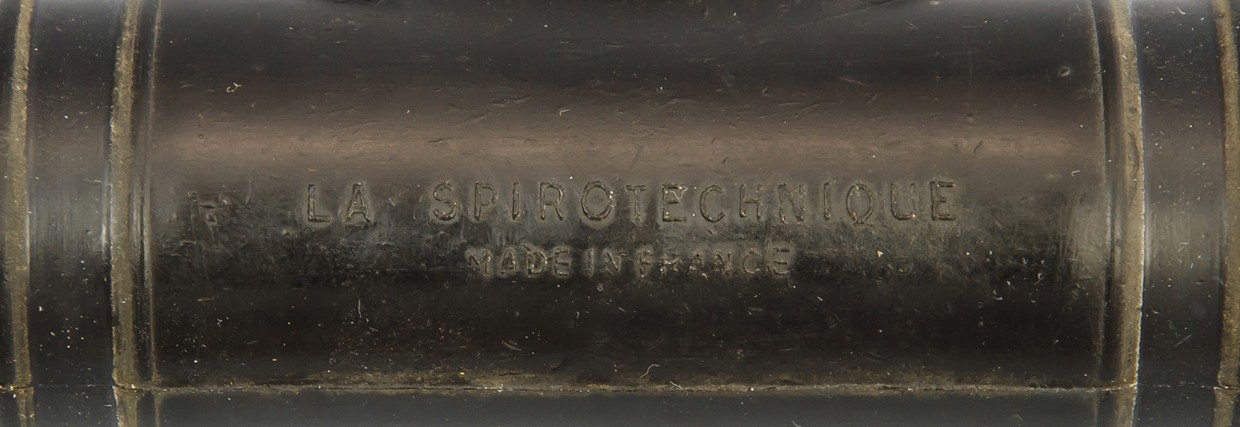 LA SPIROTECHNIQUE
MADE IN FRANCE